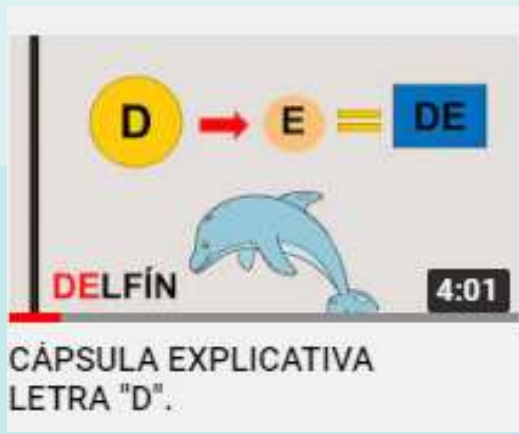 D E DE
DELFÍN
4:01
CÁPSULA EXPLICATIVA
LETRA "D".